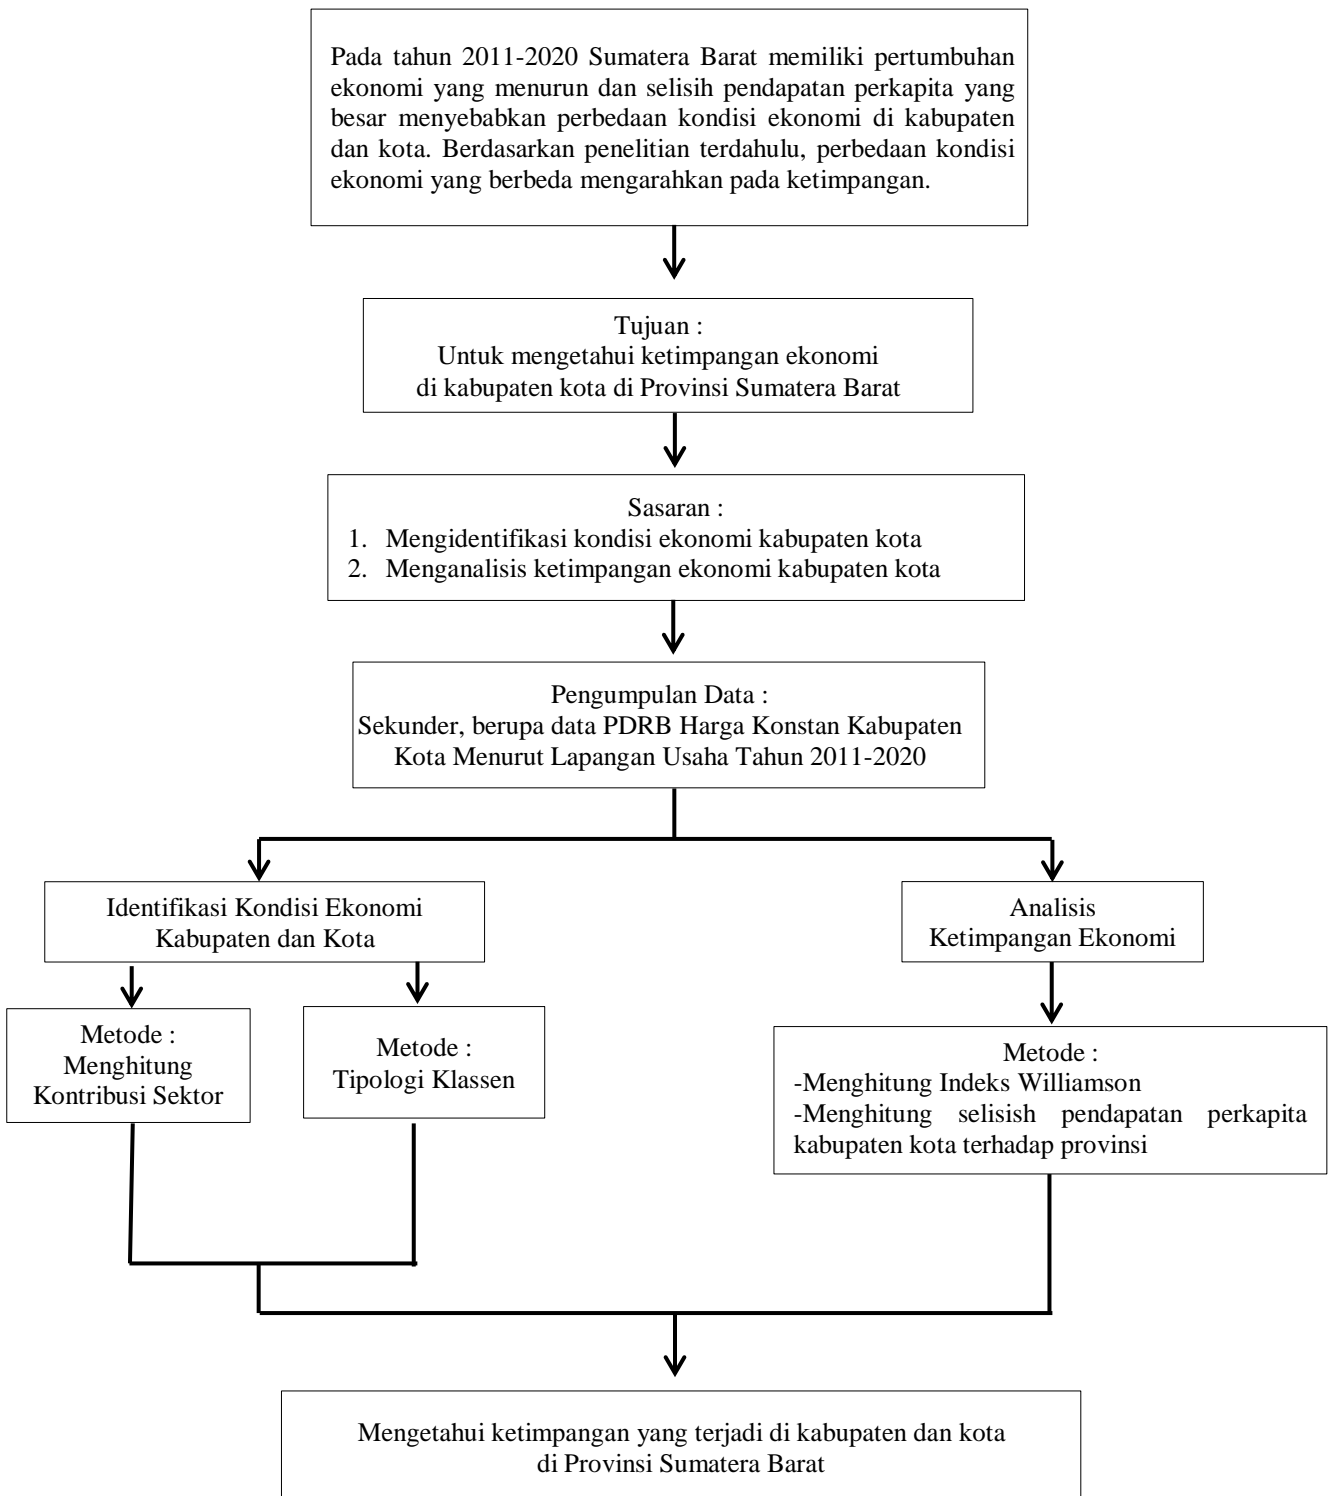 Pada tahun 2011-2020 Sumatera Barat memiliki pertumbuhan
ekonomi yang menurun dan selisih pendapatan perkapita yang
besar menyebabkan perbedaan kondisi ekonomi di kabupaten
dan kota. Berdasarkan penelitian terdahulu, perbedaan kondisi
ekonomi yang berbeda mengarahkan pada ketimpangan.
Tujuan :
Untuk mengetahui ketimpangan ekonomi
di kabupaten kota di Provinsi Sumatera Barat
Sasaran :
1. Mengidentifikasi kondisi ekonomi kabupaten kota
2. Menganalisis ketimpangan ekonomi kabupaten kota
Pengumpulan Data :
Sekunder, berupa data PDRB Harga Konstan Kabupaten
Kota Menurut Lapangan Usaha Tahun 2011-2020
Identifikasi Kondisi Ekonomi
Kabupaten dan Kota
Analisis
Ketimpangan Ekonomi
Metode :
Menghitung
Kontribusi Sektor
Metode :
Tipologi Klassen
Metode :
-Menghitung Indeks Williamson
-Menghitung selisish pendapatan perkapita
kabupaten kota terhadap provinsi
Mengetahui ketimpangan yang terjadi di kabupaten dan kota
di Provinsi Sumatera Barat